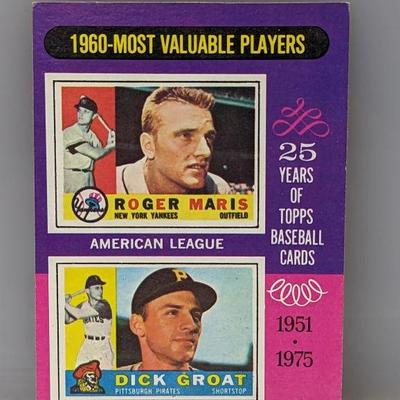 1960-MOST VALUABLE PLAYERS
ROGER MARIS
NEW YORK YANKEES OUTFIELD
AMERICAN LEAGUE
DICK GROAT
PITTSBURGH PIRATES SHORTSTOP
25
YEARS
OF
TOPPS
BASEBALL
CARDS
1951
•
1975